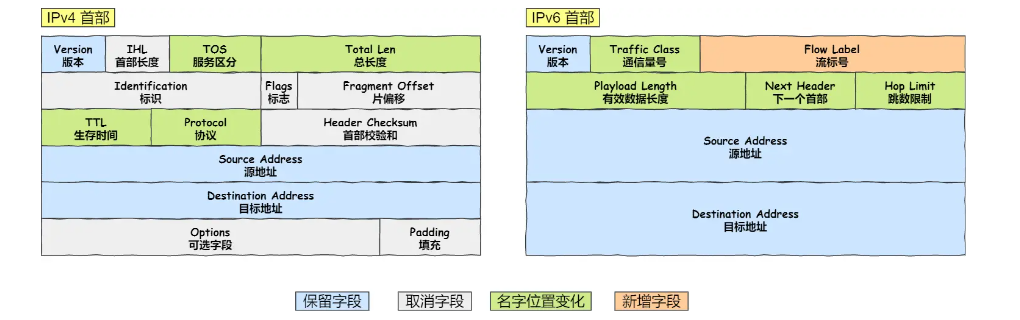 IPv4 首部
Version
版本
IHL
首部长度
TOS
服务区分
Total Len
总长度
Identification
标识
Flags
标志
Fragment Offset
片偏移
TTL
生存时间
Protocol
协议
Header Checksum
首部校验和
Source Address
源地址
Destination Address
目标地址
Options
可选字段
Padding
填充
IPv6 首部
Version
版本
Traffic Class
通信量号
Flow Label
流标号
Playload Length
有效数据长度
Next Header
下一个首部
Hop Limit
跳数限制
Source Address
源地址
Destination Address
目标地址
保留字段
取消字段
名字位置变化
新增字段